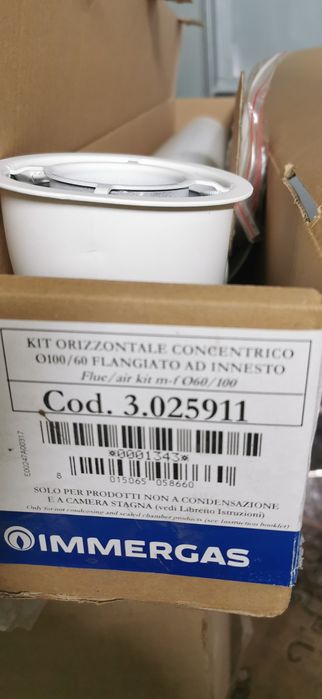 KIT ORIZZONTALE CONCENTRICO
Ø100/60 FLANGIATO AD INNESTO
Flue/air kit m-f Ø60/100
Cod. 3.025911
E00247A00317
*0001343*
8 015065 058660
SOLO PER PRODOTTI NON A CONDENSAZIONE
E A CAMERA STAGNA (vedi Libretto Istruzioni)
Only for not condensing and sealed chamber products (see Instruction booklet)
IMMERGAS